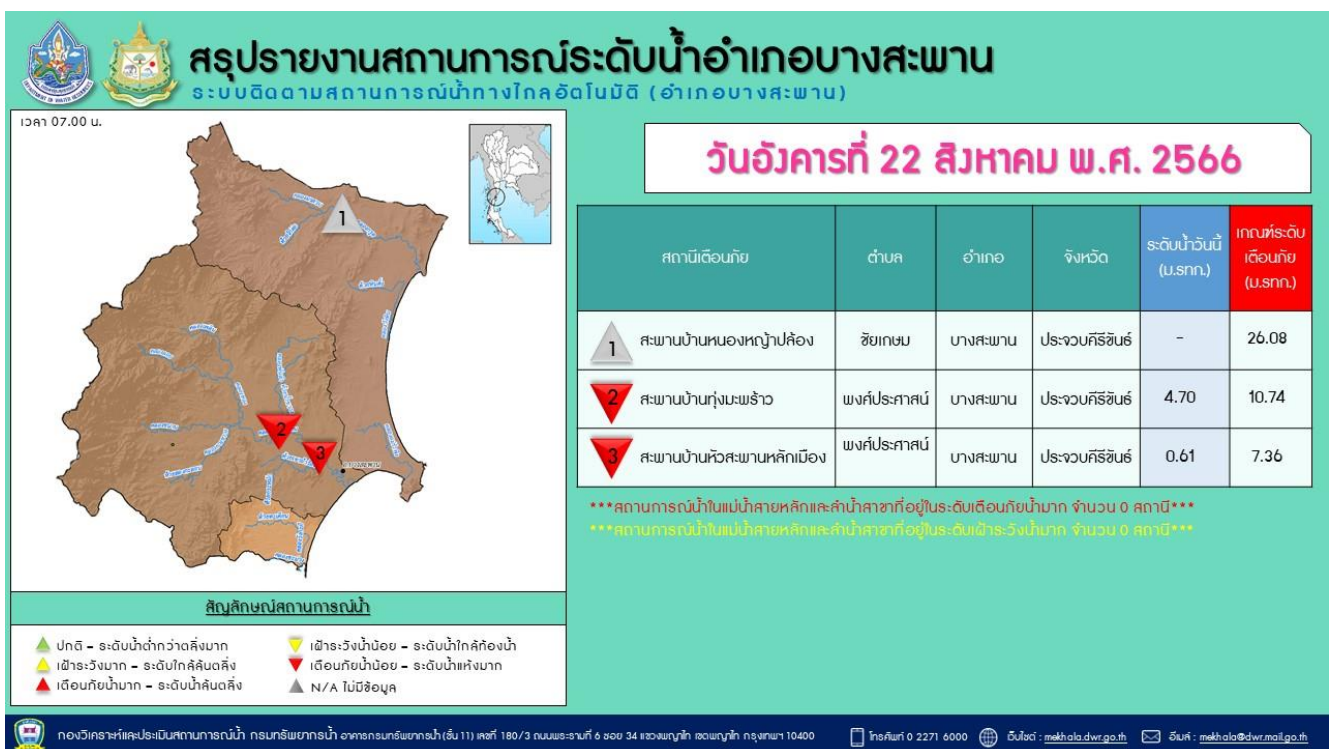 สรุปรายงานสถานการณ์ระดับน้ำอำเภอบางสะพาน
ระบบติดตามสถานการณ์น้ำทางไกลอัตโนมัติ (อำเภอบางสะพาน)
เวลา 07.00 น.
วันอังคารที่ 22 สิงหาคม พ.ศ. 2566
สถานีเตือนภัย ตำบล อำเภอ จังหวัด ระดับน้ำวันนี้ (ม.รทก.) เกณฑ์ระดับเตือนภัย (ม.รทก.)
1 สะพานบ้านหนองหญ้าปล้อง ชัยเกษม บางสะพาน ประจวบคีรีขันธ์ - 26.08
2 สะพานบ้านทุ่งมะพร้าว พงศ์ประศาสน์ บางสะพาน ประจวบคีรีขันธ์ 4.70 10.74
3 สะพานบ้านหัวสะพานหลักเมือง พงศ์ประศาสน์ บางสะพาน ประจวบคีรีขันธ์ 0.61 7.36
***สถานการณ์น้ำในแม่น้ำสายหลักและลำน้ำสาขาที่อยู่ในระดับเตือนภัยน้ำมาก จำนวน 0 สถานี***
***สถานการณ์น้ำในแม่น้ำสายหลักและลำน้ำสาขาที่อยู่ในระดับเฝ้าระวังน้ำมาก จำนวน 0 สถานี***
1
2
3
สัญลักษณ์สถานการณ์น้ำ
ปกติ – ระดับน้ำต่ำกว่าตลิ่งมาก
เฝ้าระวังมาก – ระดับใกล้ล้นตลิ่ง
เตือนภัยน้ำมาก – ระดับน้ำล้นตลิ่ง
เฝ้าระวังน้ำน้อย – ระดับน้ำใกล้ท้องน้ำ
เตือนภัยน้ำน้อย – ระดับน้ำแห้งมาก
N/A ไม่มีข้อมูล
กองวิเคราะห์และประเมินสถานการณ์น้ำ กรมทรัพยากรน้ำ อาคารกรมทรัพยากรน้ำ (ชั้น 11) เลขที่ 180/3 ถนนพระรามที่ 6 ซอย 34 แขวงพญาไท เขตพญาไท กรุงเทพฯ 10400 โทรศัพท์ 0 2271 6000 เว็บไซต์ : mekhala.dwr.go.th อีเมล์ : mekhala@dwr.mail.go.th